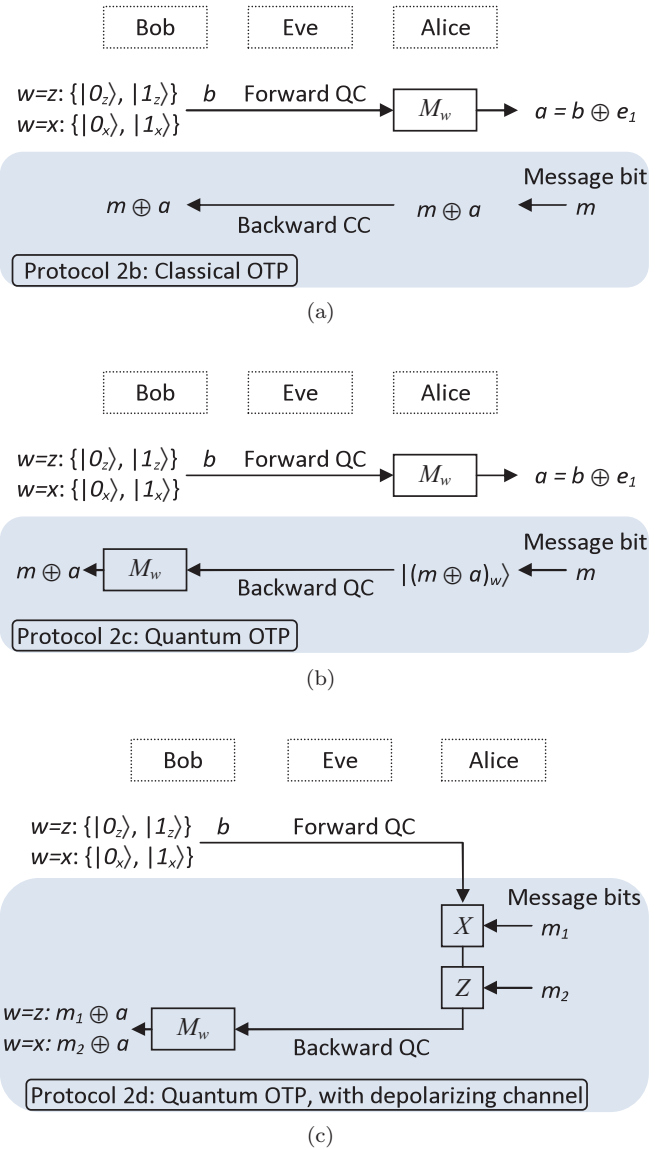 Bob Eve Alice
w=z: {|0z⟩, |1z⟩} b Forward QC Mw a = b ⊕ e1
w=x: {|0x⟩, |1x⟩}
Message bit
m ⊕ a Backward CC m ⊕ a m
Protocol 2b: Classical OTP
(a)
Bob Eve Alice
w=z: {|0z⟩, |1z⟩} b Forward QC Mw a = b ⊕ e1
w=x: {|0x⟩, |1x⟩}
Message bit
m ⊕ a Mw Backward QC |(m ⊕ a)w⟩ m
Protocol 2c: Quantum OTP
(b)
Bob Eve Alice
w=z: {|0z⟩, |1z⟩} b Forward QC
w=x: {|0x⟩, |1x⟩}
Message bits
X m1
Z m2
w=z: m1 ⊕ a
w=x: m2 ⊕ a Mw Backward QC
Protocol 2d: Quantum OTP, with depolarizing channel
(c)